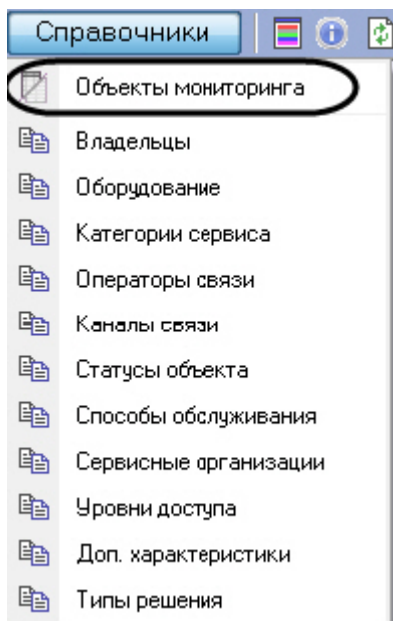 Справочники
Объекты мониторинга
Владельцы
Оборудование
Категории сервиса
Операторы связи
Каналы связи
Статусы объекта
Способы обслуживания
Сервисные организации
Уровни доступа
Доп. характеристики
Типы решения